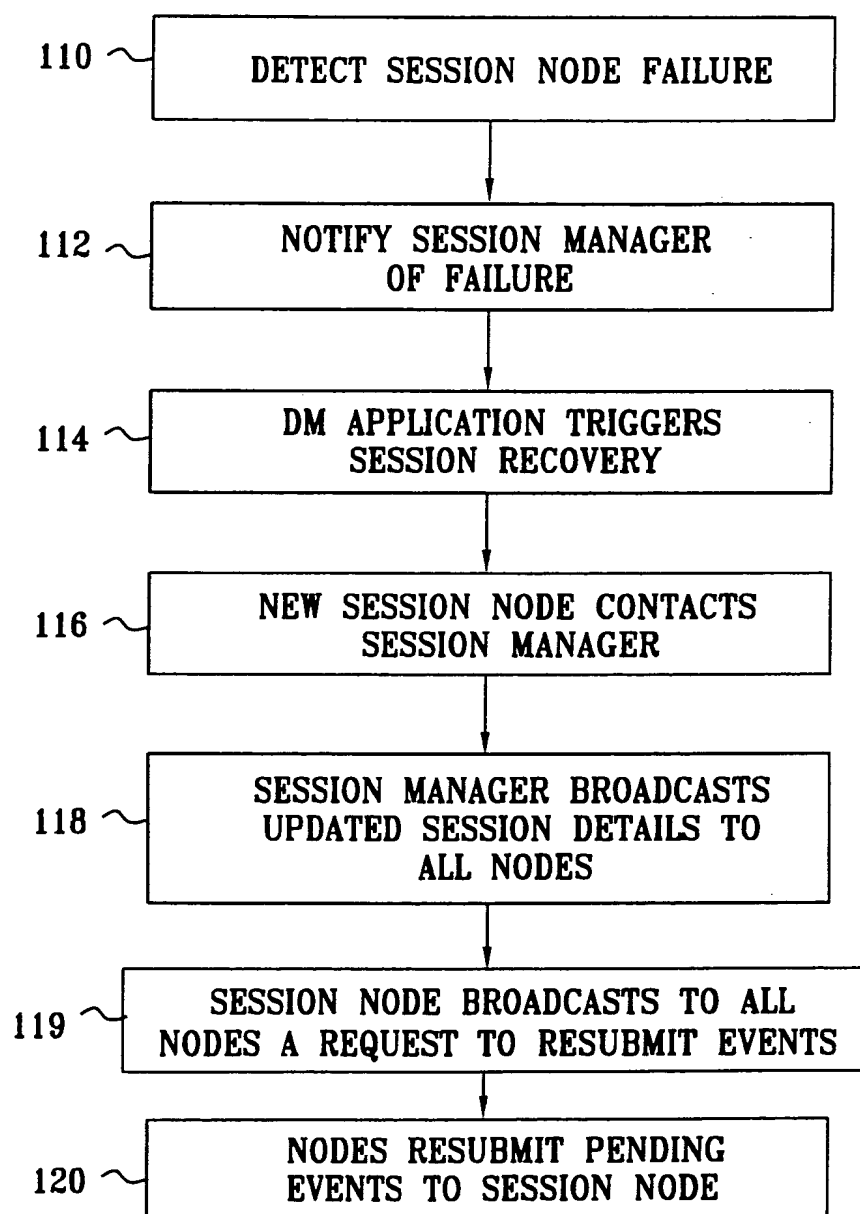 110
DETECT SESSION NODE FAILURE
112
NOTIFY SESSION MANAGER
OF FAILURE
114
DM APPLICATION TRIGGERS
SESSION RECOVERY
116
NEW SESSION NODE CONTACTS
SESSION MANAGER
118
SESSION MANAGER BROADCASTS
UPDATED SESSION DETAILS TO
ALL NODES
119
SESSION NODE BROADCASTS TO ALL
NODES A REQUEST TO RESUBMIT EVENTS
120
NODES RESUBMIT PENDING
EVENTS TO SESSION NODE